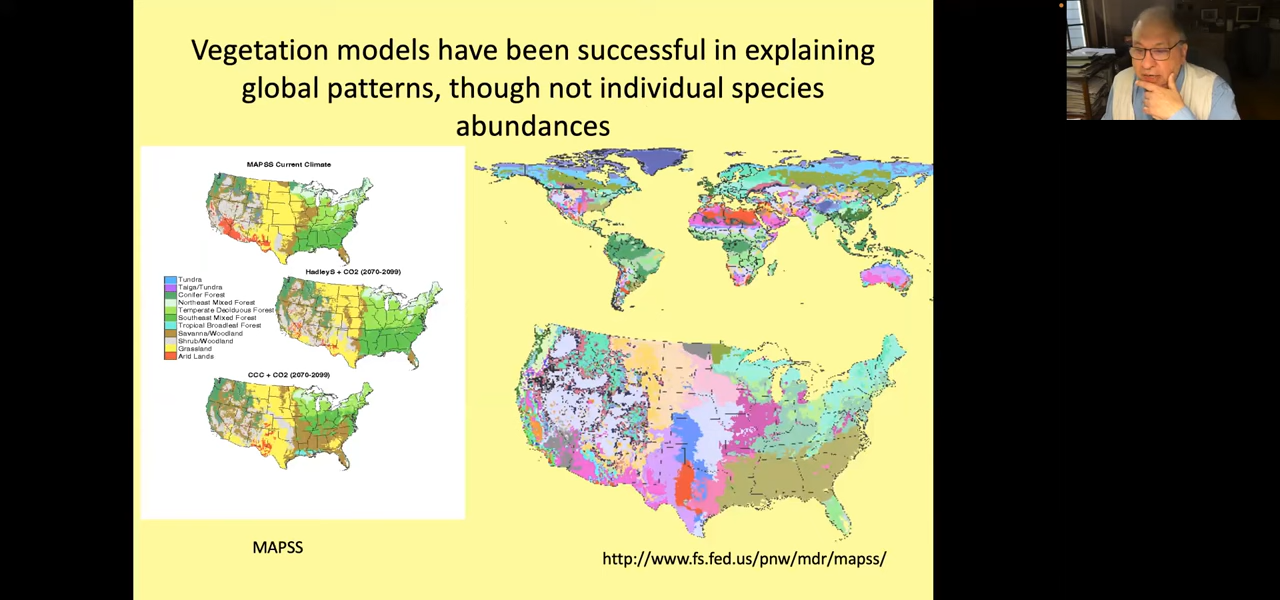 Vegetation models have been successful in explaining
global patterns, though not individual species
abundances
MAPSS Current Climate
HadleyS + CO2 (2070-2099)
Tundra
Taiga/Tundra
Conifer Forest
Northeast Mixed Forest
Temperate Deciduous Forest
Southeast Mixed Forest
Tropical Broadleaf Forest
Savanna/Woodland
Shrub/Woodland
Grassland
Arid Lands
CCC + CO2 (2070-2099)
MAPSS
http://www.fs.fed.us/pnw/mdr/mapss/